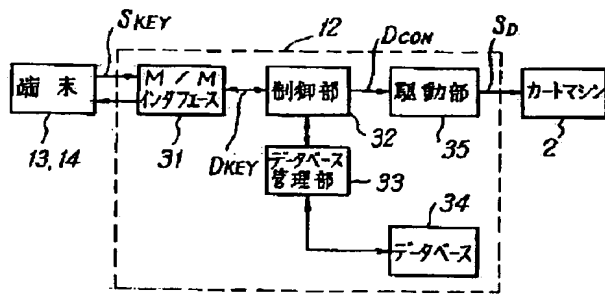 SKEY
12
DCON
SD
端末
M/M
インタフェース
制御部
駆動部
カートマシン
13,14
31
DKEY
32
35
2
データベース
管理部
33
34
データベース